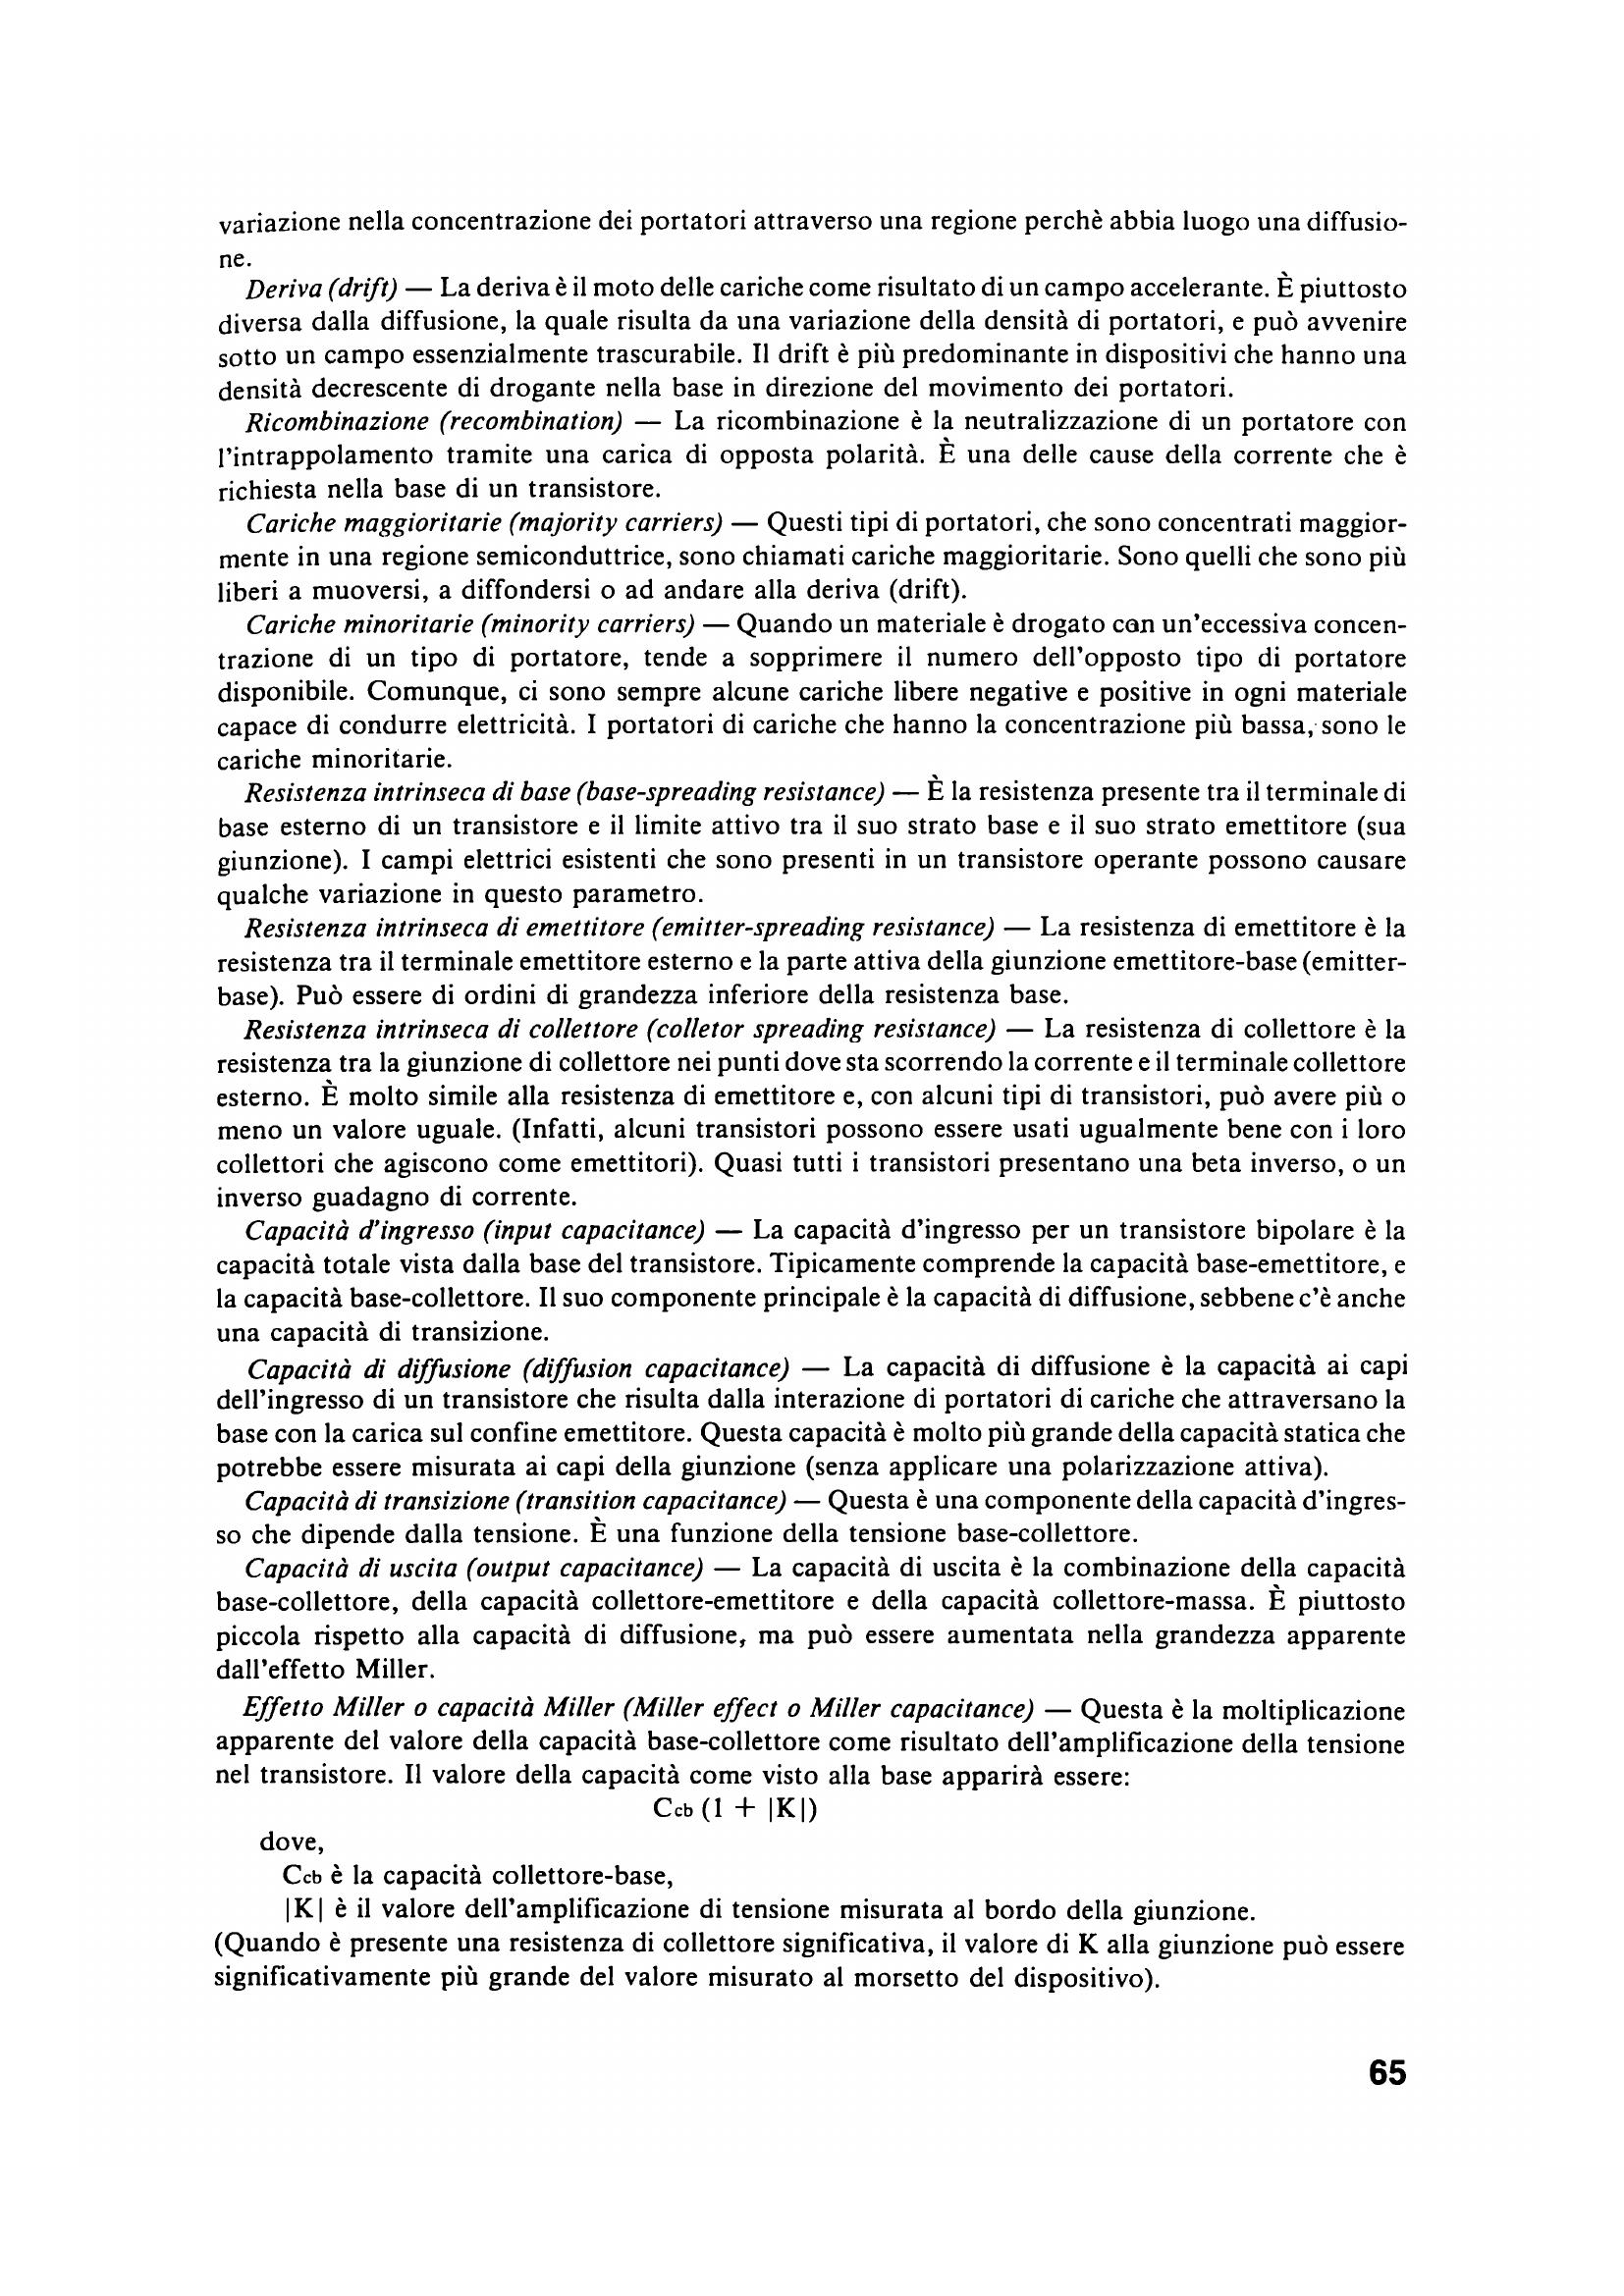 variazione nella concentrazione dei portatori attraverso una regione perchè abbia luogo una diffusio-
ne.
Deriva (drift) — La deriva è il moto delle cariche come risultato di un campo accelerante. È piuttosto
diversa dalla diffusione, la quale risulta da una variazione della densità di portatori, e può avvenire
sotto un campo essenzialmente trascurabile. Il drift è più predominante in dispositivi che hanno una
densità decrescente di drogante nella base in direzione del movimento dei portatori.
Ricombinazione (recombination) — La ricombinazione è la neutralizzazione di un portatore con
l'intrappolamento tramite una carica di opposta polarità. È una delle cause della corrente che è
richiesta nella base di un transistore.
Cariche maggioritarie (majority carriers) — Questi tipi di portatori, che sono concentrati maggior-
mente in una regione semiconduttrice, sono chiamati cariche maggioritarie. Sono quelli che sono più
liberi a muoversi, a diffondersi o ad andare alla deriva (drift).
Cariche minoritarie (minority carriers) — Quando un materiale è drogato con un'eccessiva concen-
trazione di un tipo di portatore, tende a sopprimere il numero dell'opposto tipo di portatore
disponibile. Comunque, ci sono sempre alcune cariche libere negative e positive in ogni materiale
capace di condurre elettricità. I portatori di cariche che hanno la concentrazione più bassa, sono le
cariche minoritarie.
Resistenza intrinseca di base (base-spreading resistance) — È la resistenza presente tra il terminale di
base esterno di un transistore e il limite attivo tra il suo strato base e il suo strato emettitore (sua
giunzione). I campi elettrici esistenti che sono presenti in un transistore operante possono causare
qualche variazione in questo parametro.
Resistenza intrinseca di emettitore (emitter-spreading resistance) — La resistenza di emettitore è la
resistenza tra il terminale emettitore esterno e la parte attiva della giunzione emettitore-base (emitter-
base). Può essere di ordini di grandezza inferiore della resistenza base.
Resistenza intrinseca di collettore (colletor spreading resistance) — La resistenza di collettore è la
resistenza tra la giunzione di collettore nei punti dove sta scorrendo la corrente e il terminale collettore
esterno. È molto simile alla resistenza di emettitore e, con alcuni tipi di transistori, può avere più o
meno un valore uguale. (Infatti, alcuni transistori possono essere usati ugualmente bene con i loro
collettori che agiscono come emettitori). Quasi tutti i transistori presentano una beta inverso, o un
inverso guadagno di corrente.
Capacità d'ingresso (input capacitance) — La capacità d'ingresso per un transistore bipolare è la
capacità totale vista dalla base del transistore. Tipicamente comprende la capacità base-emettitore, e
la capacità base-collettore. Il suo componente principale è la capacità di diffusione, sebbene c'è anche
una capacità di transizione.
Capacità di diffusione (diffusion capacitance) — La capacità di diffusione è la capacità ai capi
dell'ingresso di un transistore che risulta dalla interazione di portatori di cariche che attraversano la
base con la carica sul confine emettitore. Questa capacità è molto più grande della capacità statica che
potrebbe essere misurata ai capi della giunzione (senza applicare una polarizzazione attiva).
Capacità di transizione (transition capacitance) — Questa è una componente della capacità d'ingres-
so che dipende dalla tensione. È una funzione della tensione base-collettore.
Capacità di uscita (output capacitance) — La capacità di uscita è la combinazione della capacità
base-collettore, della capacità collettore-emettitore e della capacità collettore-massa. È piuttosto
piccola rispetto alla capacità di diffusione, ma può essere aumentata nella grandezza apparente
dall'effetto Miller.
Effetto Miller o capacità Miller (Miller effect o Miller capacitance) — Questa è la moltiplicazione
apparente del valore della capacità base-collettore come risultato dell'amplificazione della tensione
nel transistore. Il valore della capacità come visto alla base apparirà essere:
Ccb (1 + |K|)
dove,
Ccb è la capacità collettore-base,
|K| è il valore dell'amplificazione di tensione misurata al bordo della giunzione.
(Quando è presente una resistenza di collettore significativa, il valore di K alla giunzione può essere
significativamente più grande del valore misurato al morsetto del dispositivo).
65